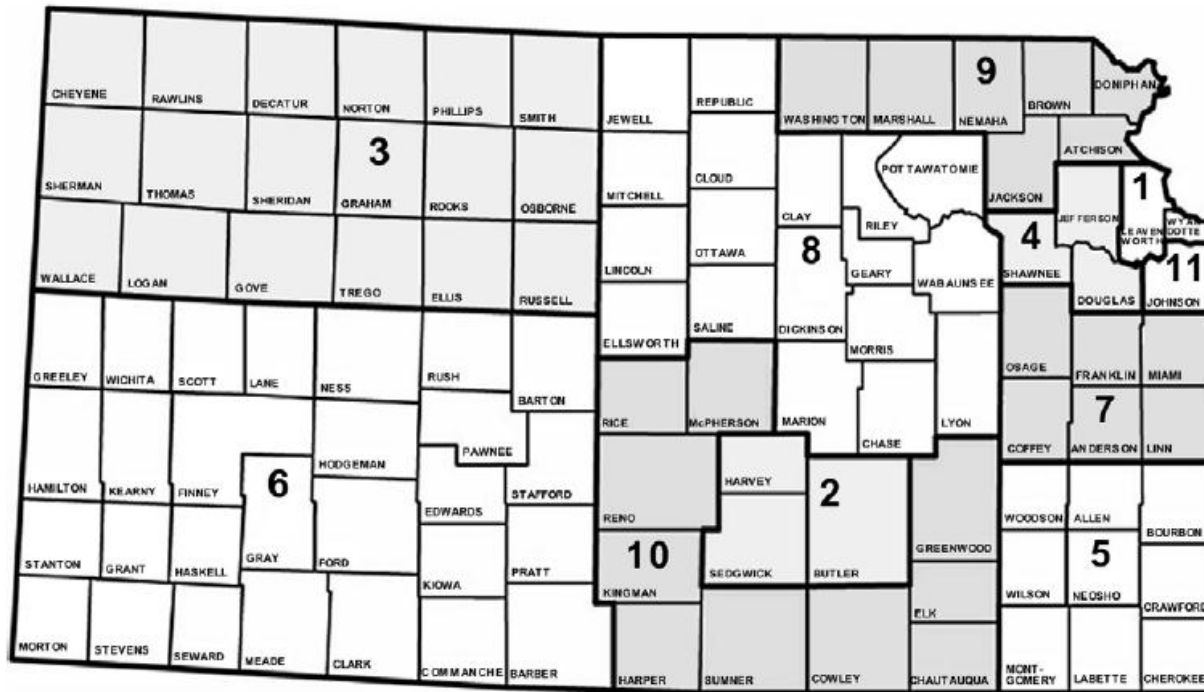 9
DONIPHAN
CHEYENE
RAWLINS
DECATUR
NORTON
PHILLIPS
SMITH
JEWELL
REPUBLIC
WASHINGTON
MARSHALL
NEMAHA
BROWN
3
ATCHISON
SHERMAN
THOMAS
SHERIDAN
GRAHAM
ROOKS
OSBORNE
MITCHELL
CLOUD
CLAY
POTTAWATOMIE
RILEY
JACKSON
JEFFERSON
1
LEAVEN
WORTH
WYAN
DOTTE
WALLACE
LOGAN
GOVE
TREGO
ELLIS
RUSSELL
LINCOLN
OTTAWA
8
GEARY
WABAUNSEE
4
SHAWNEE
DOUGLAS
11
JOHNSON
ELLSWORTH
SALINE
DICKINSON
MORRIS
GREELEY
WICHITA
SCOTT
LANE
NESS
RUSH
BARTON
RICE
McPHERSON
MARION
CHASE
LYON
OSAGE
FRANKLIN
MIAMI
7
COFFEY
ANDERSON
LINN
HAMILTON
KEARNY
FINNEY
6
HODGEMAN
PAWNEE
STAFFORD
EDWARDS
RENO
HARVEY
2
GREENWOOD
WOODSON
ALLEN
BOURBON
STANTON
GRANT
HASKELL
GRAY
FORD
KIOWA
PRATT
10
KINGMAN
SEDGWICK
BUTLER
ELK
WILSON
5
NEOSHO
CRAWFORD
MORTON
STEVENS
SEWARD
MEADE
CLARK
COMMANCHE
BARBER
HARPER
SUMNER
COWLEY
CHAUTAUQUA
MONT-
GOMERY
LABETTE
CHEROKEE